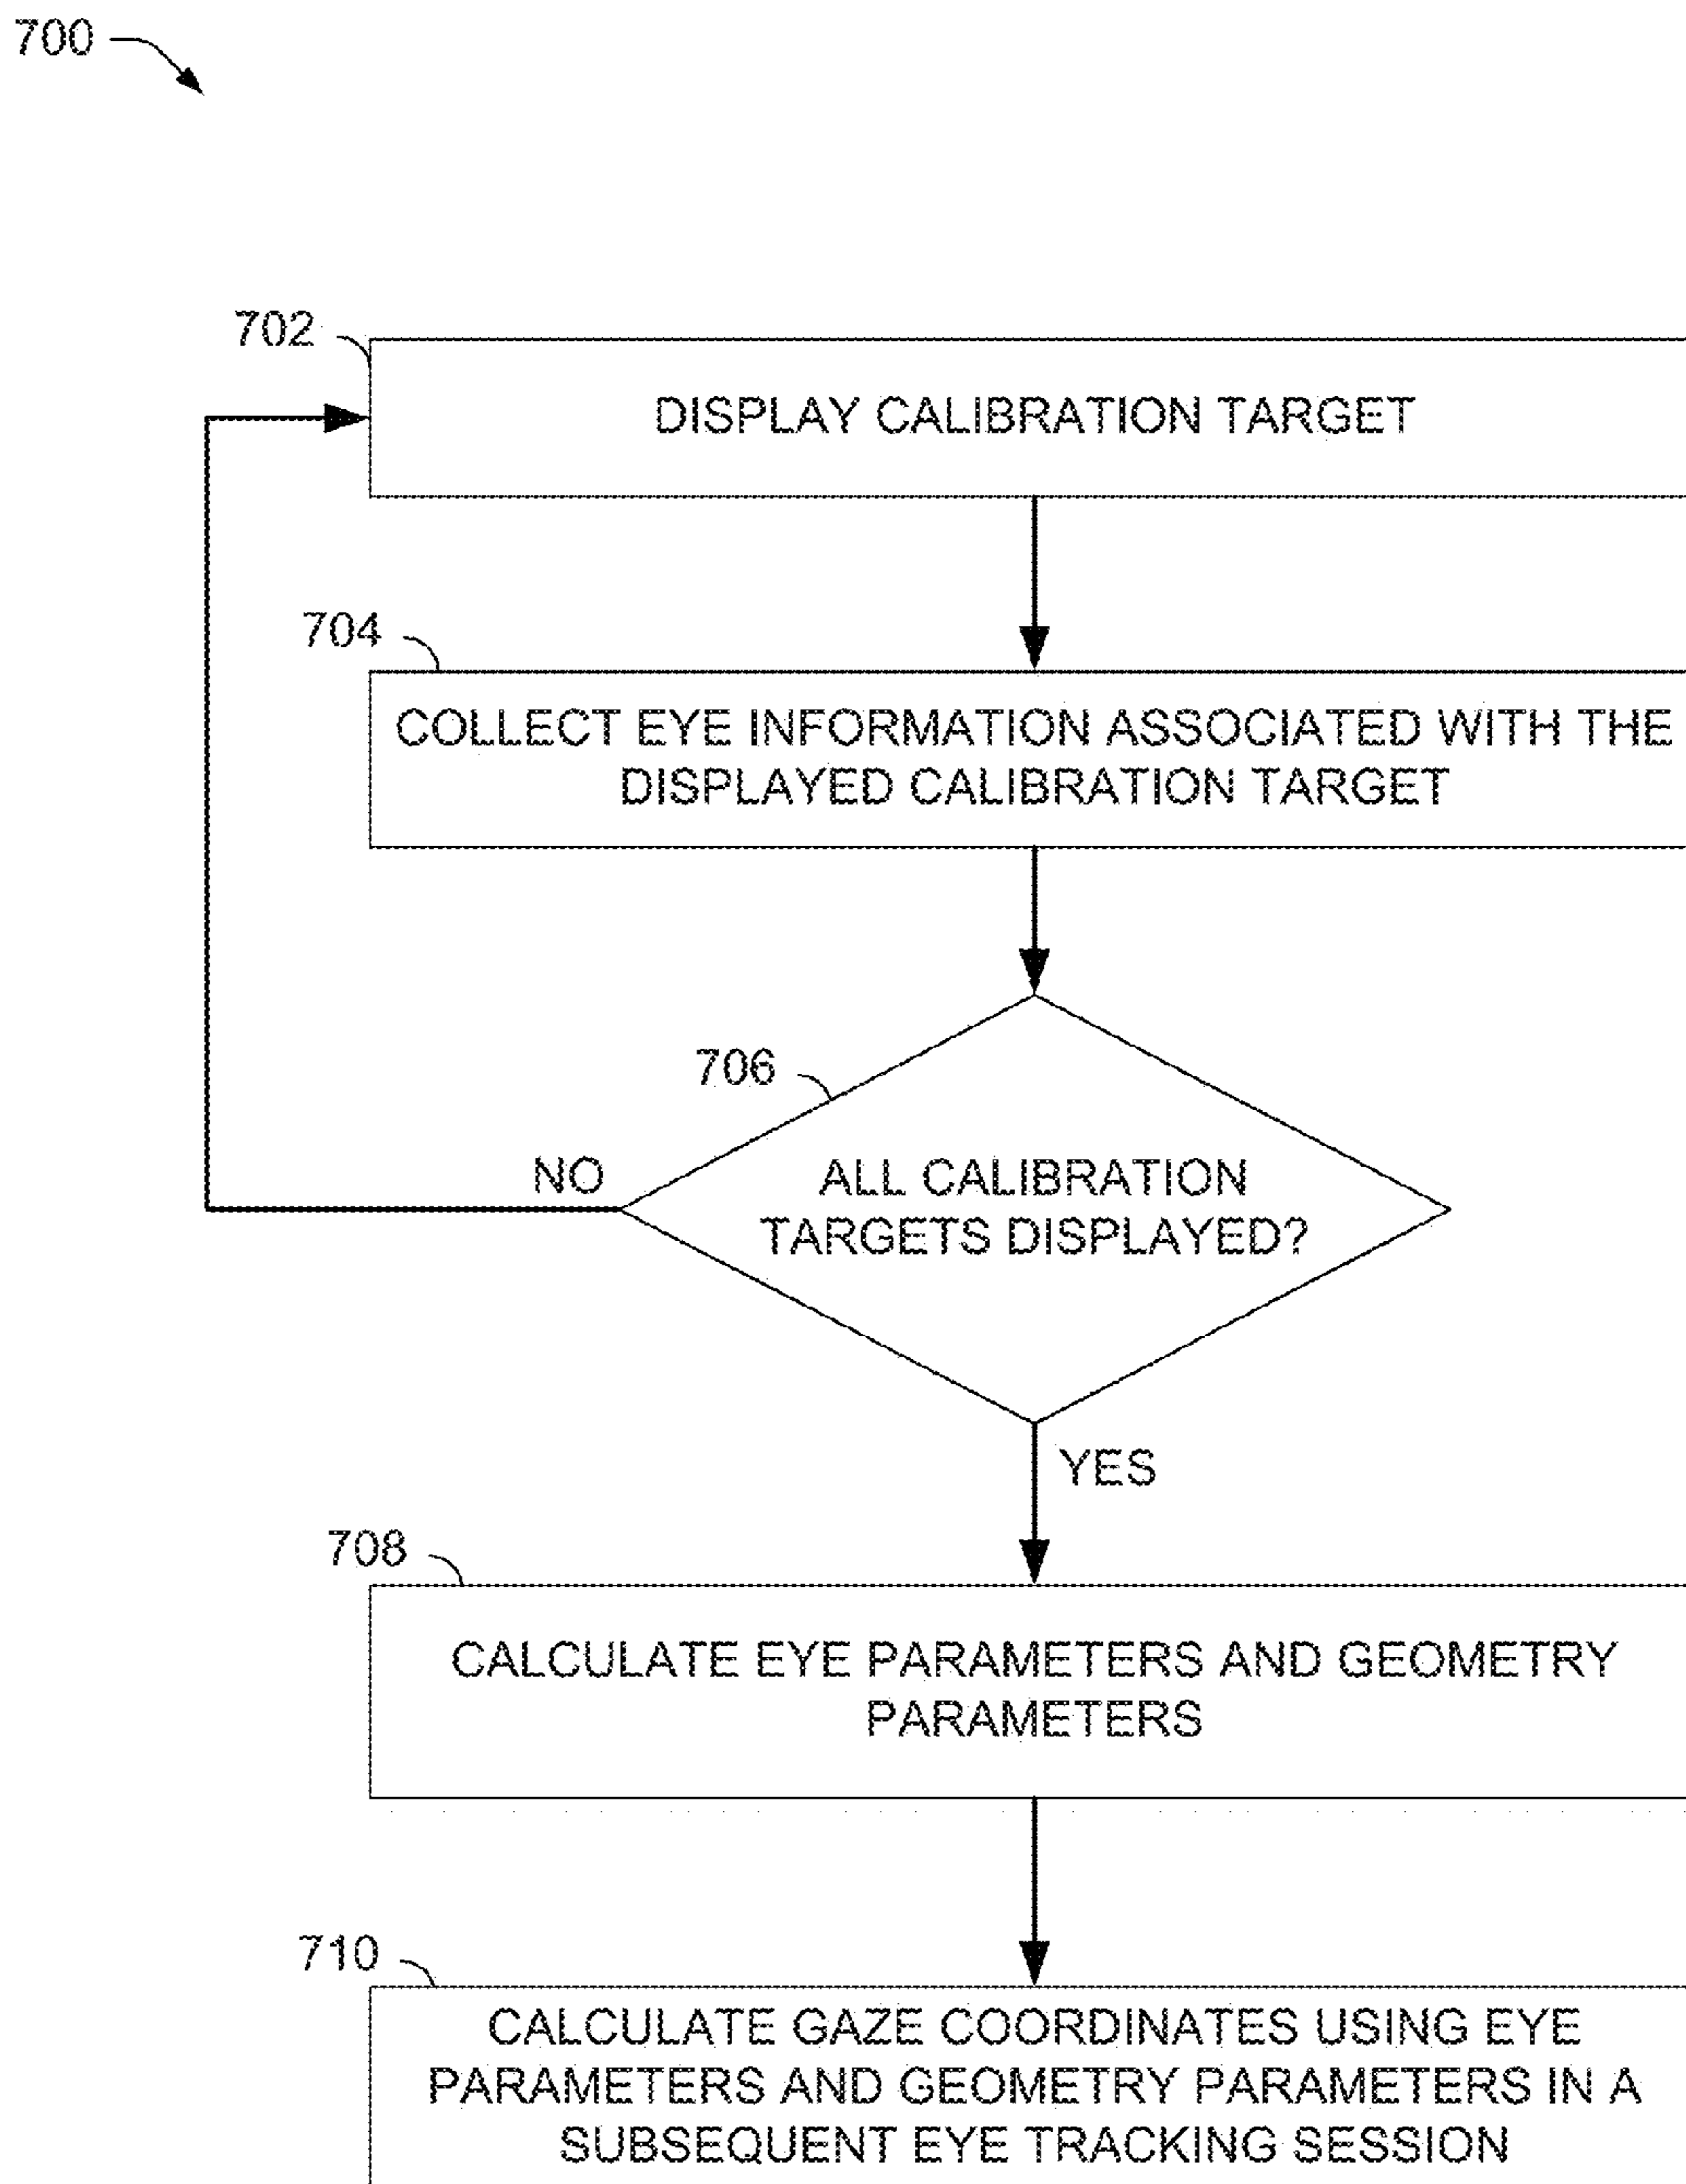 700
702
DISPLAY CALIBRATION TARGET
704
COLLECT EYE INFORMATION ASSOCIATED WITH THE
DISPLAYED CALIBRATION TARGET
706
NO
ALL CALIBRATION
TARGETS DISPLAYED?
YES
708
CALCULATE EYE PARAMETERS AND GEOMETRY
PARAMETERS
710
CALCULATE GAZE COORDINATES USING EYE
PARAMETERS AND GEOMETRY PARAMETERS IN A
SUBSEQUENT EYE TRACKING SESSION